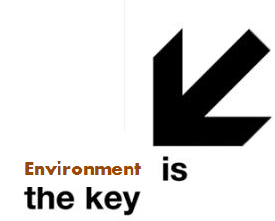 Environment is
the key